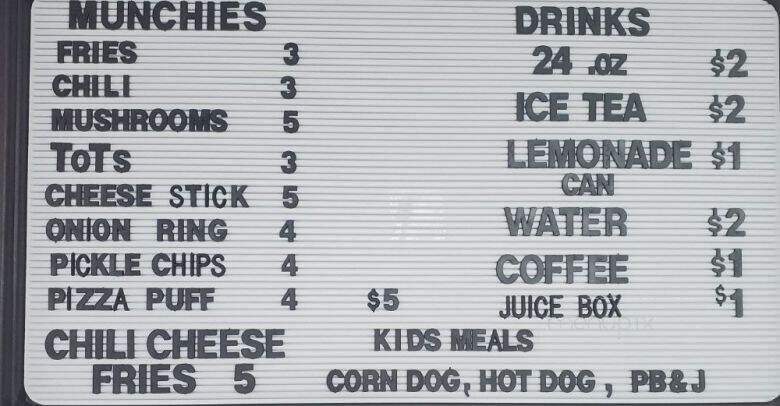 MUNCHIES
FRIES 3
CHILI 3
MUSHROOMS 5
ToTs 3
CHEESE STICK 5
ONION RING 4
PICKLE CHIPS 4
PIZZA PUFF 4
CHILI CHEESE
FRIES 5
DRINKS
24 .OZ $2
ICE TEA $2
LEMONADE $1
CAN
WATER $2
COFFEE $1
JUICE BOX $1
$5
KIDS MEALS
CORN DOG, HOT DOG, PB&J